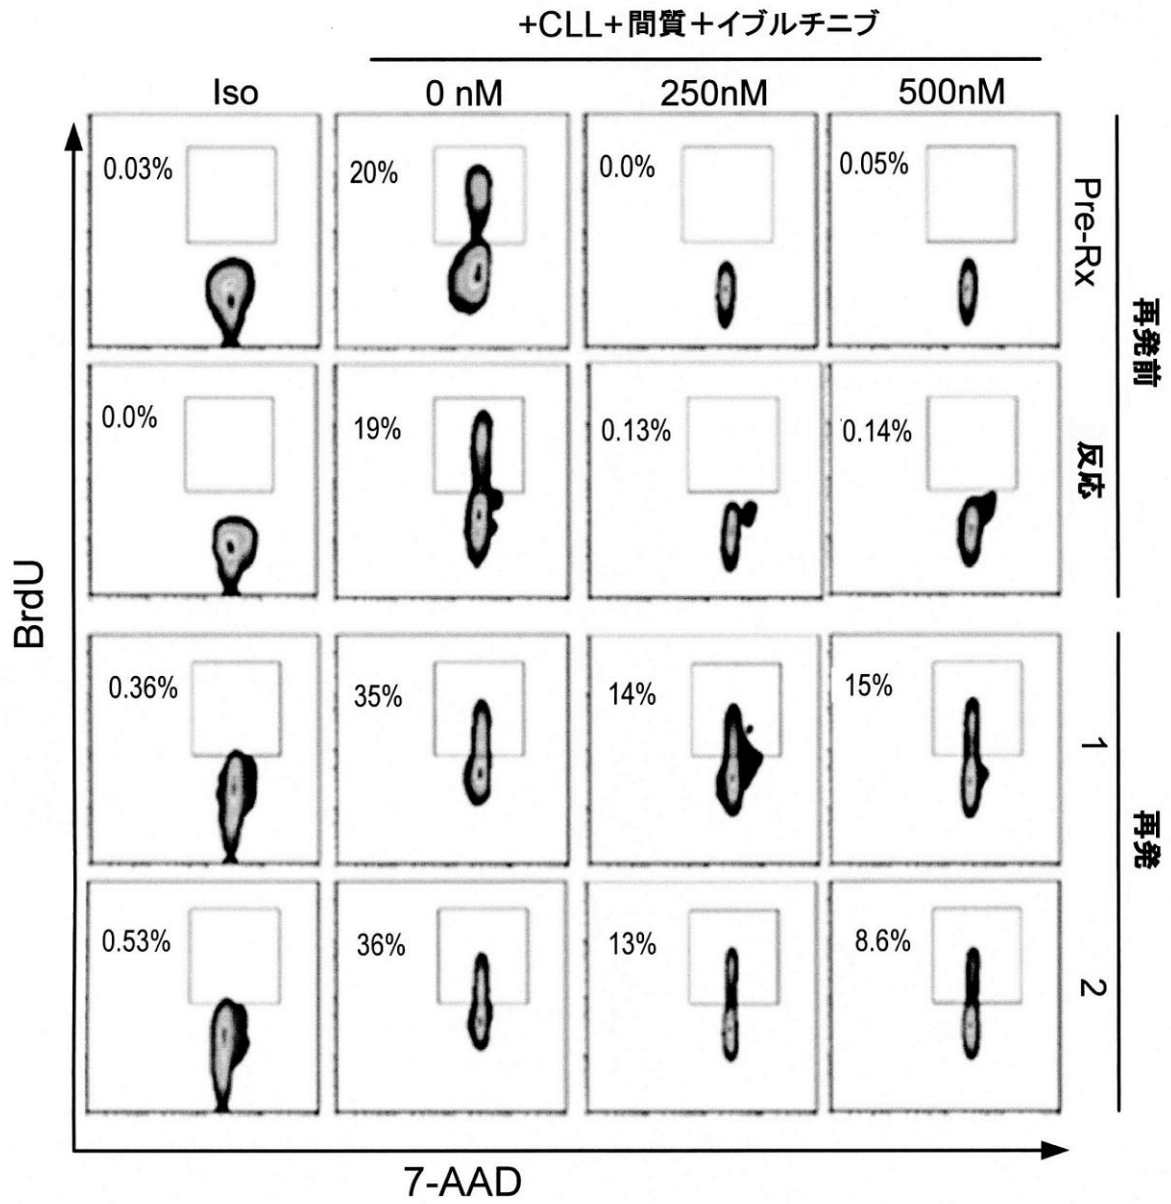 +CLL+間質+イブルチニブ
Iso 0 nM 250nM 500nM
0.03% 20% 0.0% 0.05%
Pre-Rx
0.0% 19% 0.13% 0.14%
反応
再発前
0.36% 35% 14% 15%
1
0.53% 36% 13% 8.6%
2
再発
BrdU
7-AAD